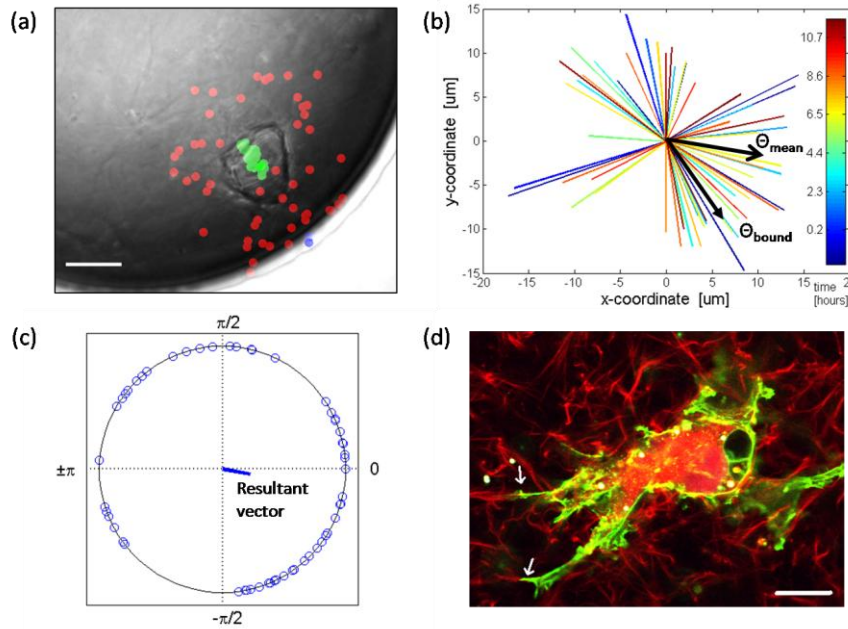 (a)
(b)
15
10
5
0
-5
-10
-15
-20
-15
-10
-5
0
5
10
15
2
y-coordinate [um]
x-coordinate [um]
Θmean
Θbound
10.7
8.6
6.5
4.4
2.3
0.2
time
[hours]
(c)
π/2
±π
0
-π/2
Resultant
vector
(d)